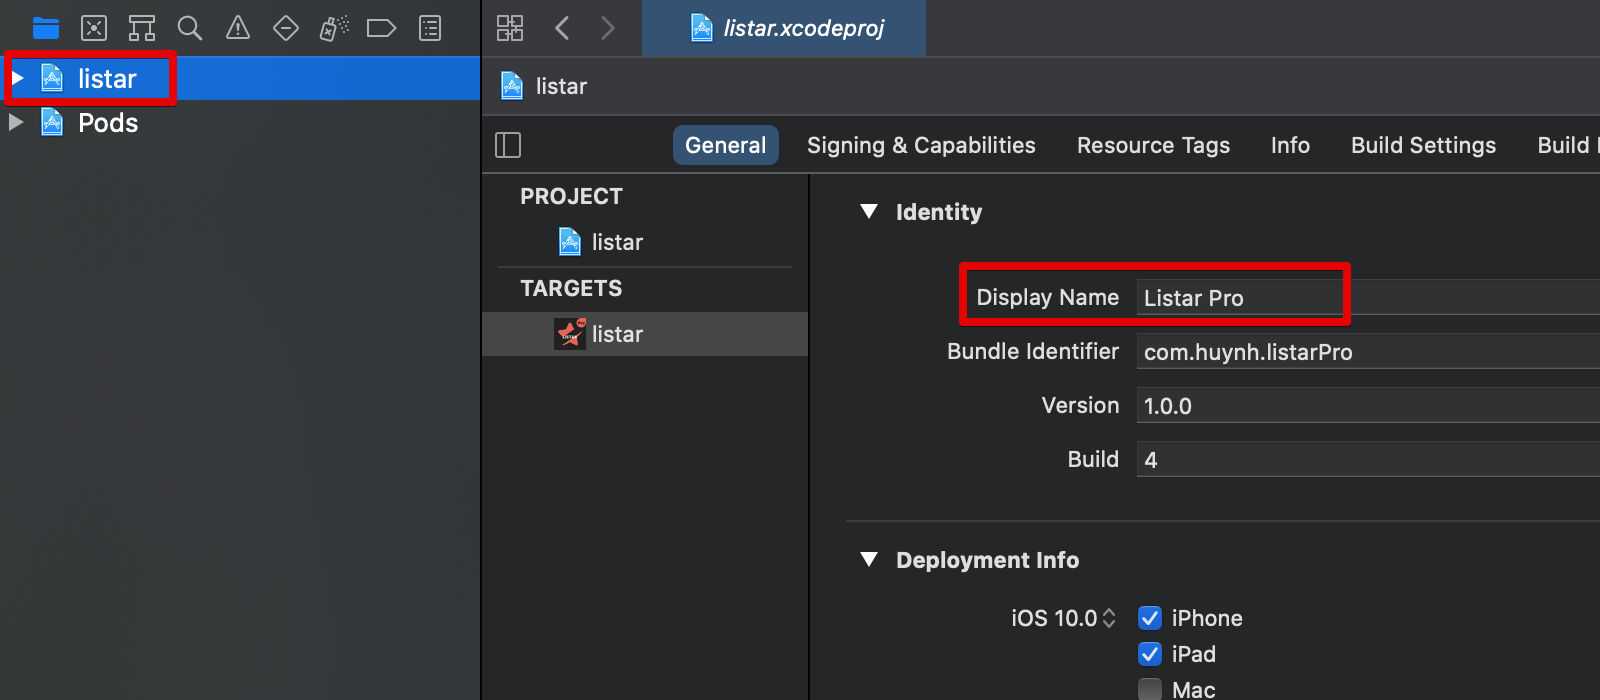 listar.xcodeproj
listar
Pods
listar
General Signing & Capabilities Resource Tags Info Build Settings Build
PROJECT
listar
TARGETS
listar
Identity
Display Name Listar Pro
Bundle Identifier com.huynh.listarPro
Version 1.0.0
Build 4
Deployment Info
iOS 10.0 iPhone
iPad
Mac